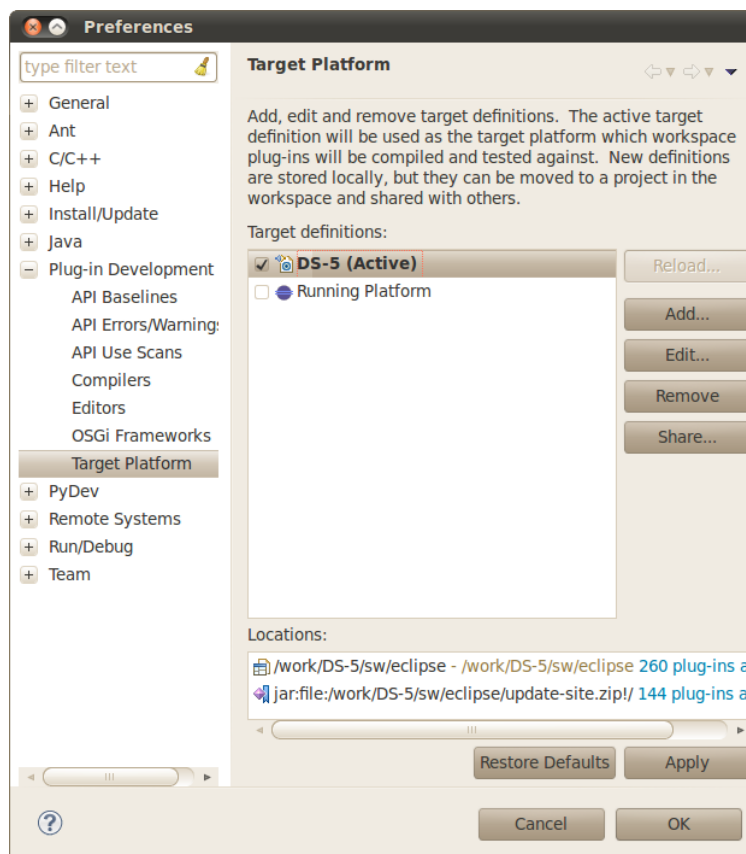 Preferences
type filter text
General
Ant
C/C++
Help
Install/Update
Java
Plug-in Development
API Baselines
API Errors/Warnings
API Use Scans
Compilers
Editors
OSGi Frameworks
Target Platform
PyDev
Remote Systems
Run/Debug
Team
Target Platform
Add, edit and remove target definitions.  The active target
definition will be used as the target platform which workspace
plug-ins will be compiled and tested against.  New definitions
are stored locally, but they can be moved to a project in the
workspace and shared with others.
Target definitions:
DS-5 (Active)
Running Platform
Reload...
Add...
Edit...
Remove
Share...
Locations:
/work/DS-5/sw/eclipse - /work/DS-5/sw/eclipse 260 plug-ins a
jar:file:/work/DS-5/sw/eclipse/update-site.zip!/ 144 plug-ins a
Restore Defaults
Apply
Cancel
OK